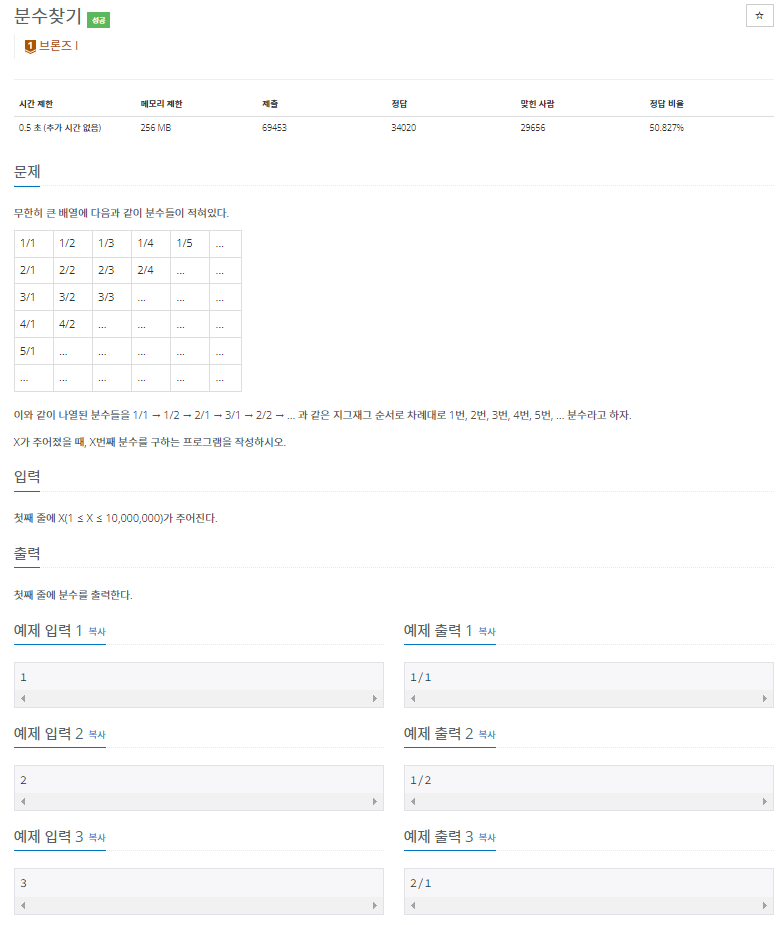 분수찾기 성공
☆
1 브론즈 I
시간 제한 메모리 제한 제출 정답 맞힌 사람 정답 비율
0.5 초 (추가 시간 없음) 256 MB 69453 34020 29656 50.827%
문제
무한히 큰 배열에 다음과 같이 분수들이 적혀있다.
1/1 1/2 1/3 1/4 1/5 ...
2/1 2/2 2/3 2/4 ... ...
3/1 3/2 3/3 ... ... ...
4/1 4/2 ... ... ... ...
5/1 ... ... ... ... ...
... ... ... ... ... ...
이와 같이 나열된 분수들을 1/1 → 1/2 → 2/1 → 3/1 → 2/2 → ... 과 같은 지그재그 순서로 차례대로 1번, 2번, 3번, 4번, 5번, ... 분수라고 하자.
X가 주어졌을 때, X번째 분수를 구하는 프로그램을 작성하시오.
입력
첫째 줄에 X(1 ≤ X ≤ 10,000,000)가 주어진다.
출력
첫째 줄에 분수를 출력한다.
예제 입력 1 복사
예제 출력 1 복사
1
1/1
예제 입력 2 복사
예제 출력 2 복사
2
1/2
예제 입력 3 복사
예제 출력 3 복사
3
2/1